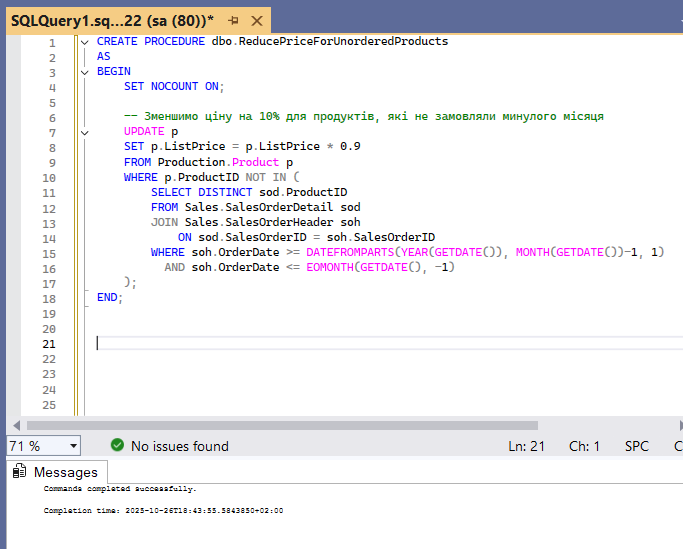 SQLQuery1.sq...22 (sa (80))*
1 CREATE PROCEDURE dbo.ReducePriceForUnorderedProducts
2 AS
3 BEGIN
4 SET NOCOUNT ON;
5
6 -- Зменшимо ціну на 10% для продуктів, які не замовляли минулого місяця
7 UPDATE p
8 SET p.ListPrice = p.ListPrice * 0.9
9 FROM Production.Product p
10 WHERE p.ProductID NOT IN (
11 SELECT DISTINCT sod.ProductID
12 FROM Sales.SalesOrderDetail sod
13 JOIN Sales.SalesOrderHeader soh
14 ON sod.SalesOrderID = soh.SalesOrderID
15 WHERE soh.OrderDate >= DATEFROMPARTS(YEAR(GETDATE()), MONTH(GETDATE())-1, 1)
16 AND soh.OrderDate <= EOMONTH(GETDATE(), -1)
17 );
18 END;
19
20
21
22
23
24
25
71 % No issues found Ln: 21 Ch: 1 SPC C
Messages
Commands completed successfully.
Completion time: 2025-10-26T18:43:55.5843850+02:00